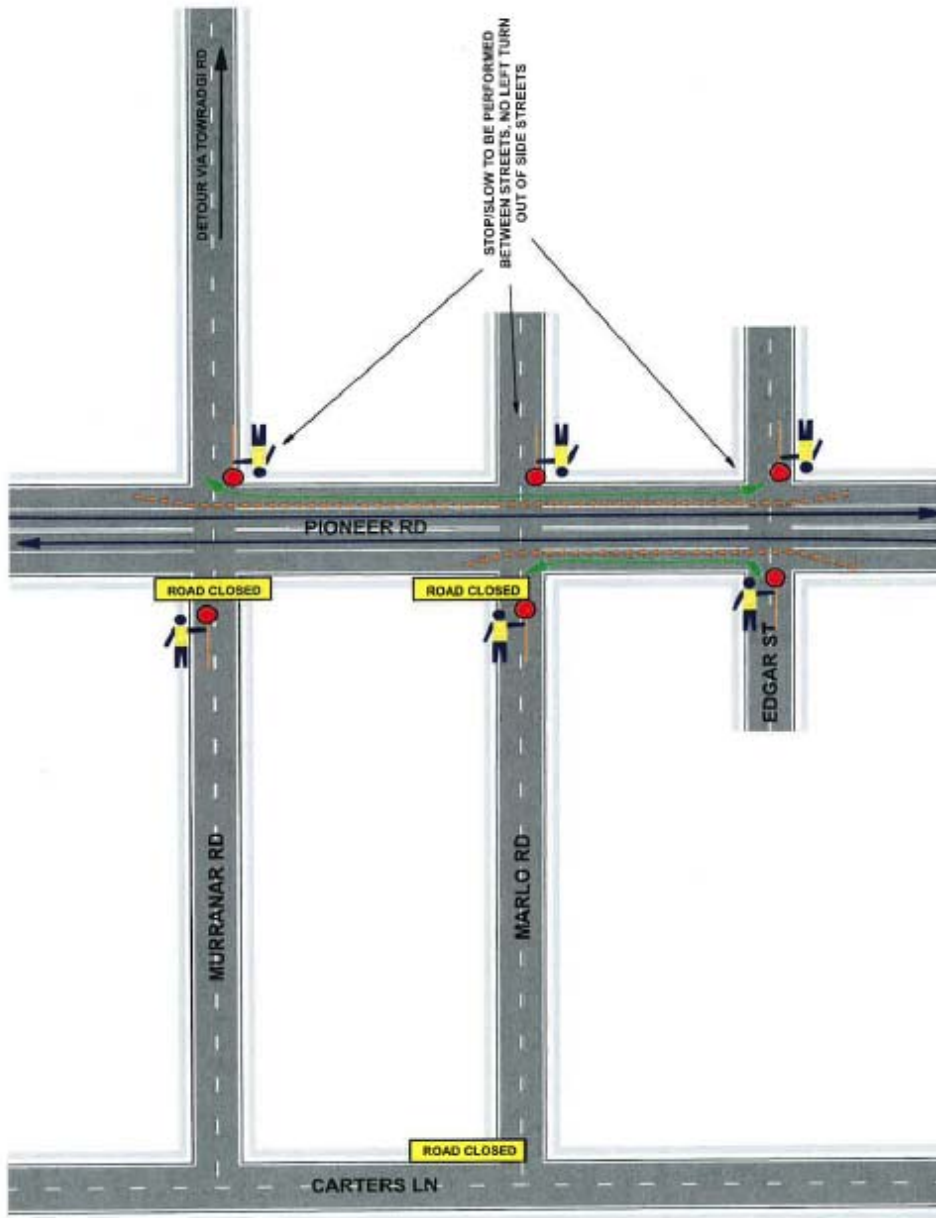 DETOUR VIA TOWRADGI RD
STOP/SLOW TO BE PERFORMED
BETWEEN STREETS, NO LEFT TURN
OUT OF SIDE STREETS
PIONEER RD
ROAD CLOSED
ROAD CLOSED
EDGAR ST
MURRANAR RD
MARLO RD
ROAD CLOSED
CARTERS LN